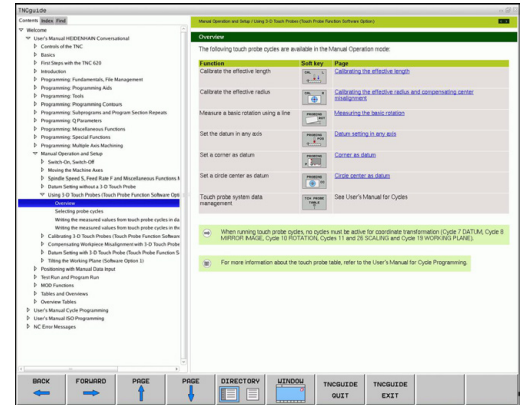 TNCguide
Contents Index Find
Manual Operation and Setup / Using 3-D Touch Probes (Touch Probe Function Software Option)
Welcome
User's Manual HEIDENHAIN Conversational
Controls of the TNC
Basics
First Steps with the TNC 620
Introduction
Programming: Fundamentals, File Management
Programming: Programming Aids
Programming: Tools
Programming: Programming Contours
Programming: Subprograms and Program Section Repeats
Programming: Q Parameters
Programming: Miscellaneous Functions
Programming: Special Functions
Programming: Multiple Axis Machining
Manual Operation and Setup
Switch-On, Switch-Off
Moving the Machine Axes
Spindle Speed S, Feed Rate F and Miscellaneous Functions M
Datum Setting without a 3-D Touch Probe
Using 3-D Touch Probes (Touch Probe Function Software Opti
Overview
Selecting probe cycles
Writing the measured values from touch probe cycles in da
Writing the measured values from touch probe cycles in the
Calibrating 3-D Touch Probes (Touch Probe Function Software
Compensating Workpiece Misalignment with 3-D Touch Probe
Datum Setting with 3-D Touch Probe (Touch Probe Function S
Tilting the Working Plane (Software Option 1)
Positioning with Manual Data Input
Test Run and Program Run
MOD Functions
Tables and Overviews
Overview Tables
User's Manual Cycle Programming
User's Manual ISO Programming
NC Error Messages
Overview
The following touch probe cycles are available in the Manual Operation mode:
Function Soft key Page
Calibrate the effective length CAL L Calibrating the effective length
Calibrate the effective radius CAL R Calibrating the effective radius and compensating center misalignment
Measure a basic rotation using a line PROBING ROT Measuring the basic rotation
Set the datum in any axis PROBING POS Datum setting in any axis
Set a corner as datum PROBING P Corner as datum
Set a circle center as datum PROBING CC Circle center as datum
Touch probe system data management TCH PROBE TABLE See User's Manual for Cycles
When running touch probe cycles, no cycles must be active for coordinate transformation (Cycle 7 DATUM, Cycle 8 MIRROR IMAGE, Cycle 10 ROTATION, Cycles 11 and 26 SCALING and Cycle 19 WORKING PLANE).
For more information about the touch probe table, refer to the User's Manual for Cycle Programming.
BACK FORWARD PAGE PAGE DIRECTORY WINDOW TNCGUIDE QUIT TNCGUIDE EXIT